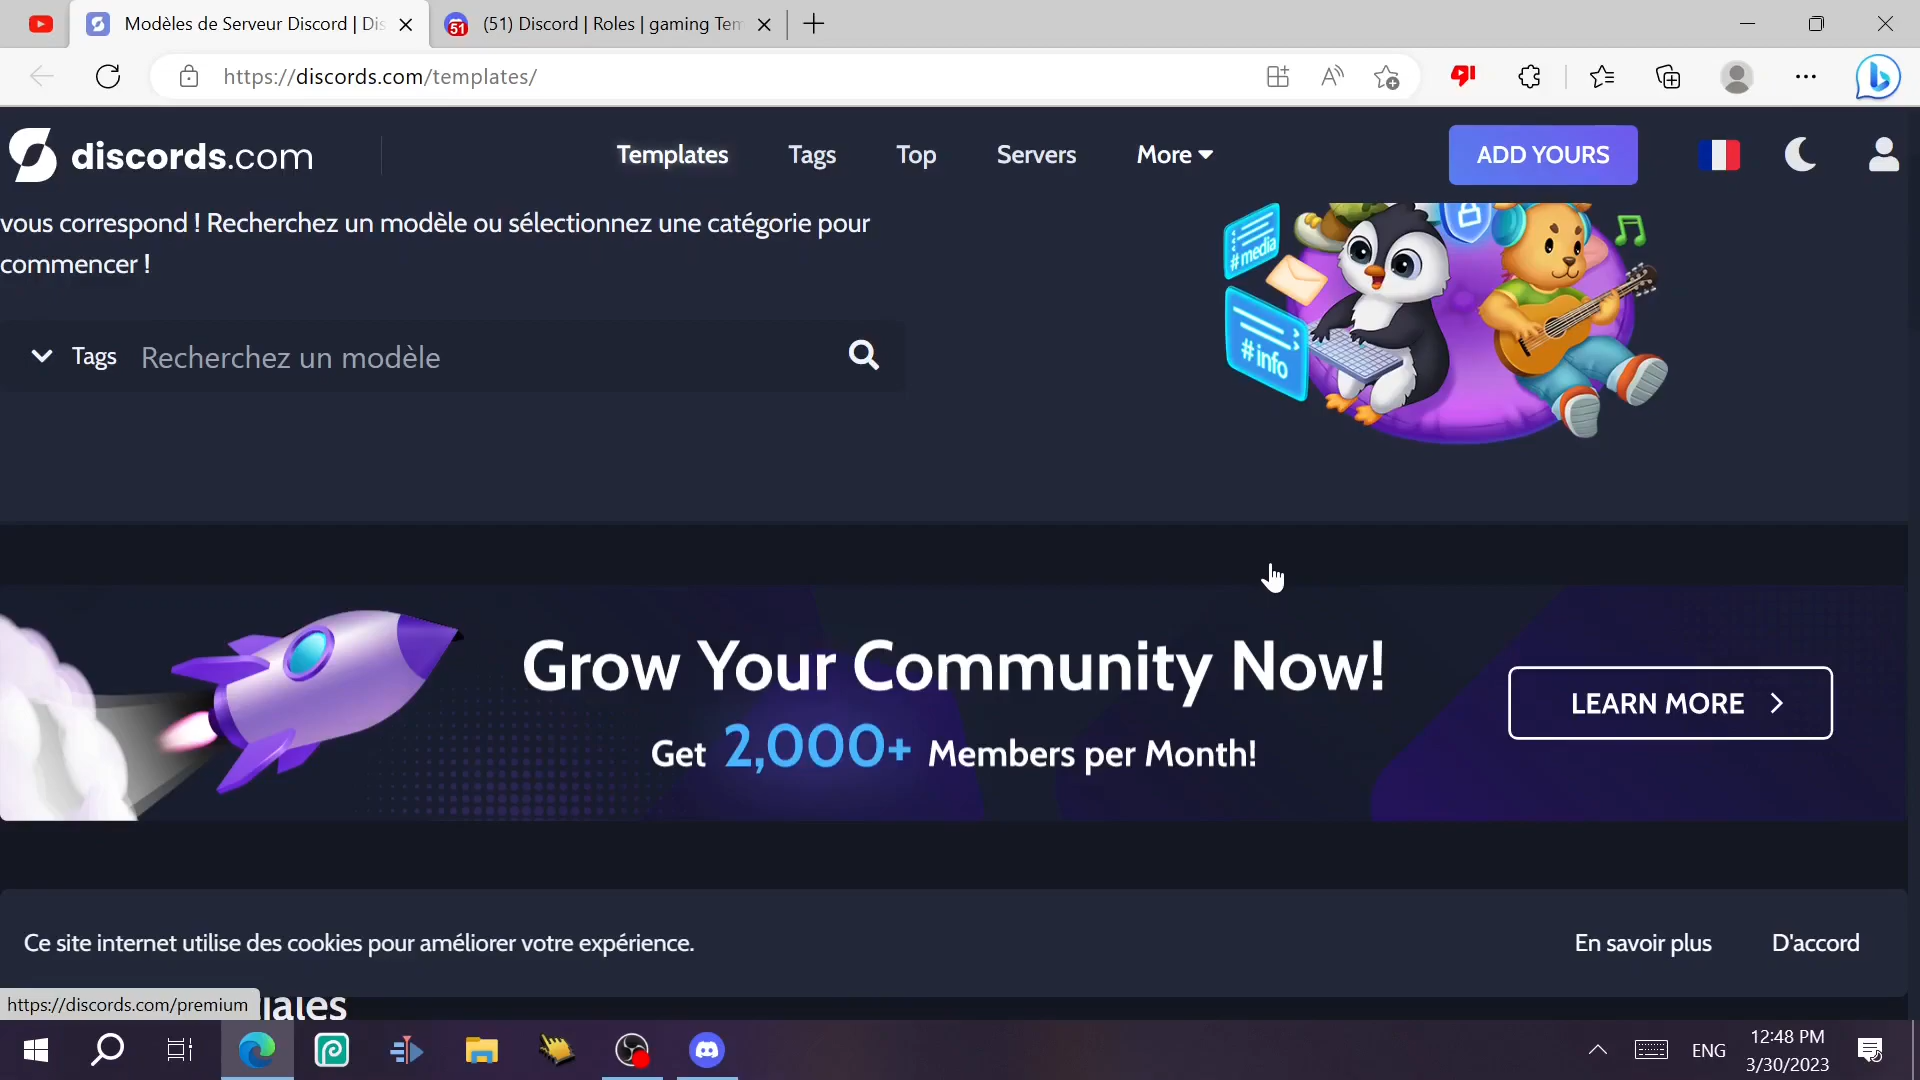 Modèles de Serveur Discord | Dis
51
(51) Discord | Roles | gaming Tem
https://discords.com/templates/
discords.com
Templates
Tags
Top
Servers
More
ADD YOURS
vous correspond ! Recherchez un modèle ou sélectionnez une catégorie pour
commencer !
#media
#info
Tags
Recherchez un modèle
Grow Your Community Now!
Get 2,000+ Members per Month!
LEARN MORE
Ce site internet utilise des cookies pour améliorer votre expérience.
En savoir plus
D'accord
https://discords.com/premium
iales
ENG
12:48 PM
3/30/2023